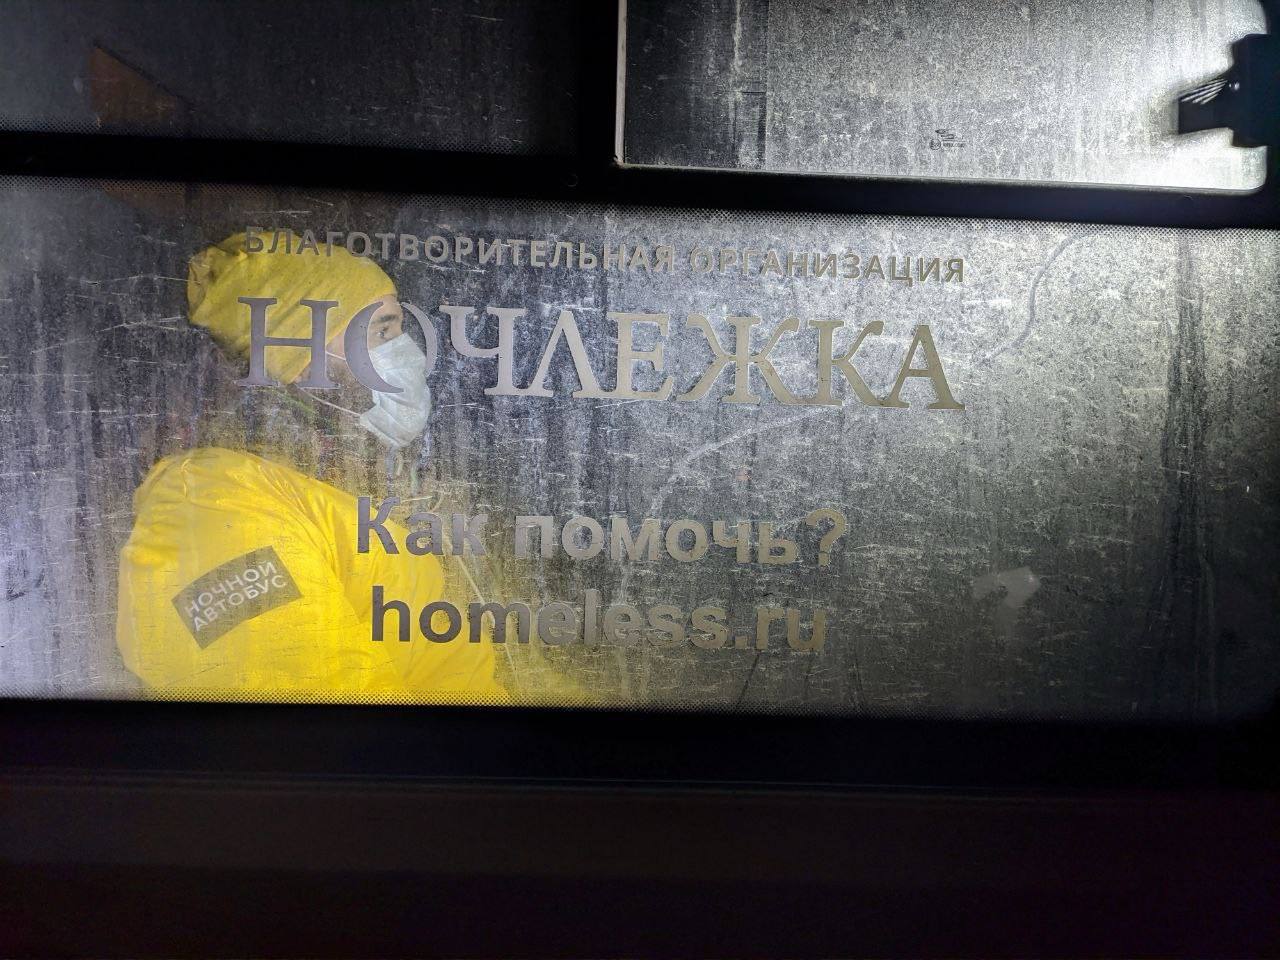 БЛАГОТВОРИТЕЛЬНАЯ ОРГАНИЗАЦИЯ
НОЧЛЕЖКА
Как помочь?
homeless.ru
НОЧНОЙ
АВТОБУС